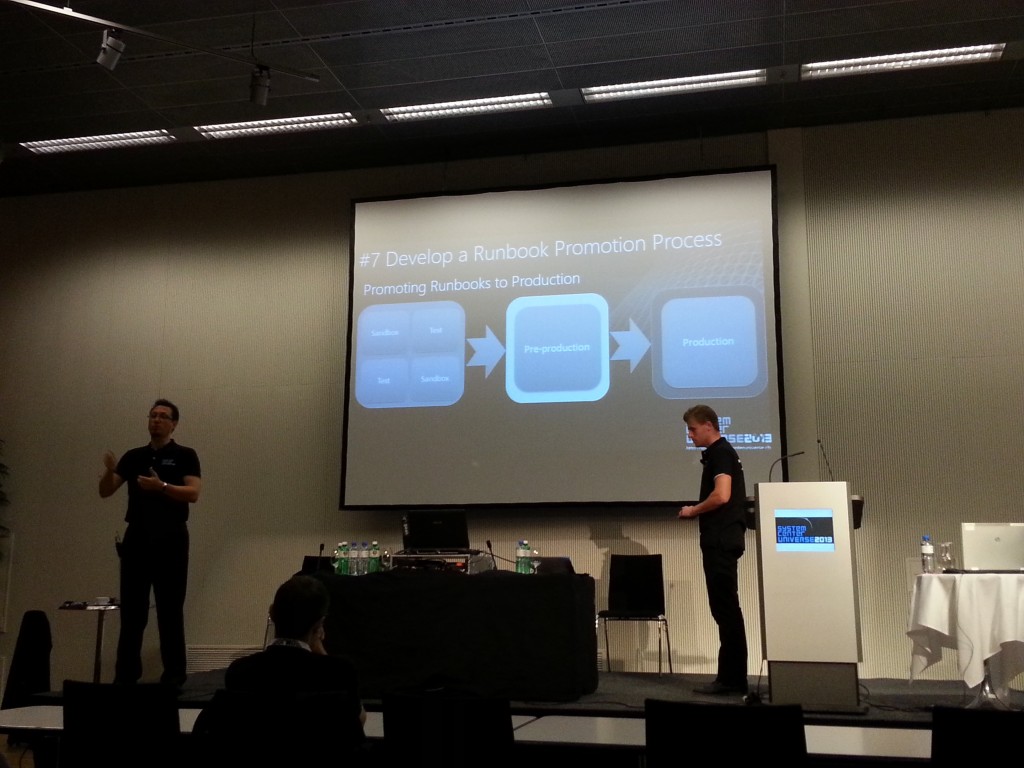 #7 Develop a Runbook Promotion Process
Promoting Runbooks to Production
Sandbox Test
Pre-production
Production
Test Sandbox
UNIVERSE2013
SYSTEM
CENTER
UNIVERSE2013